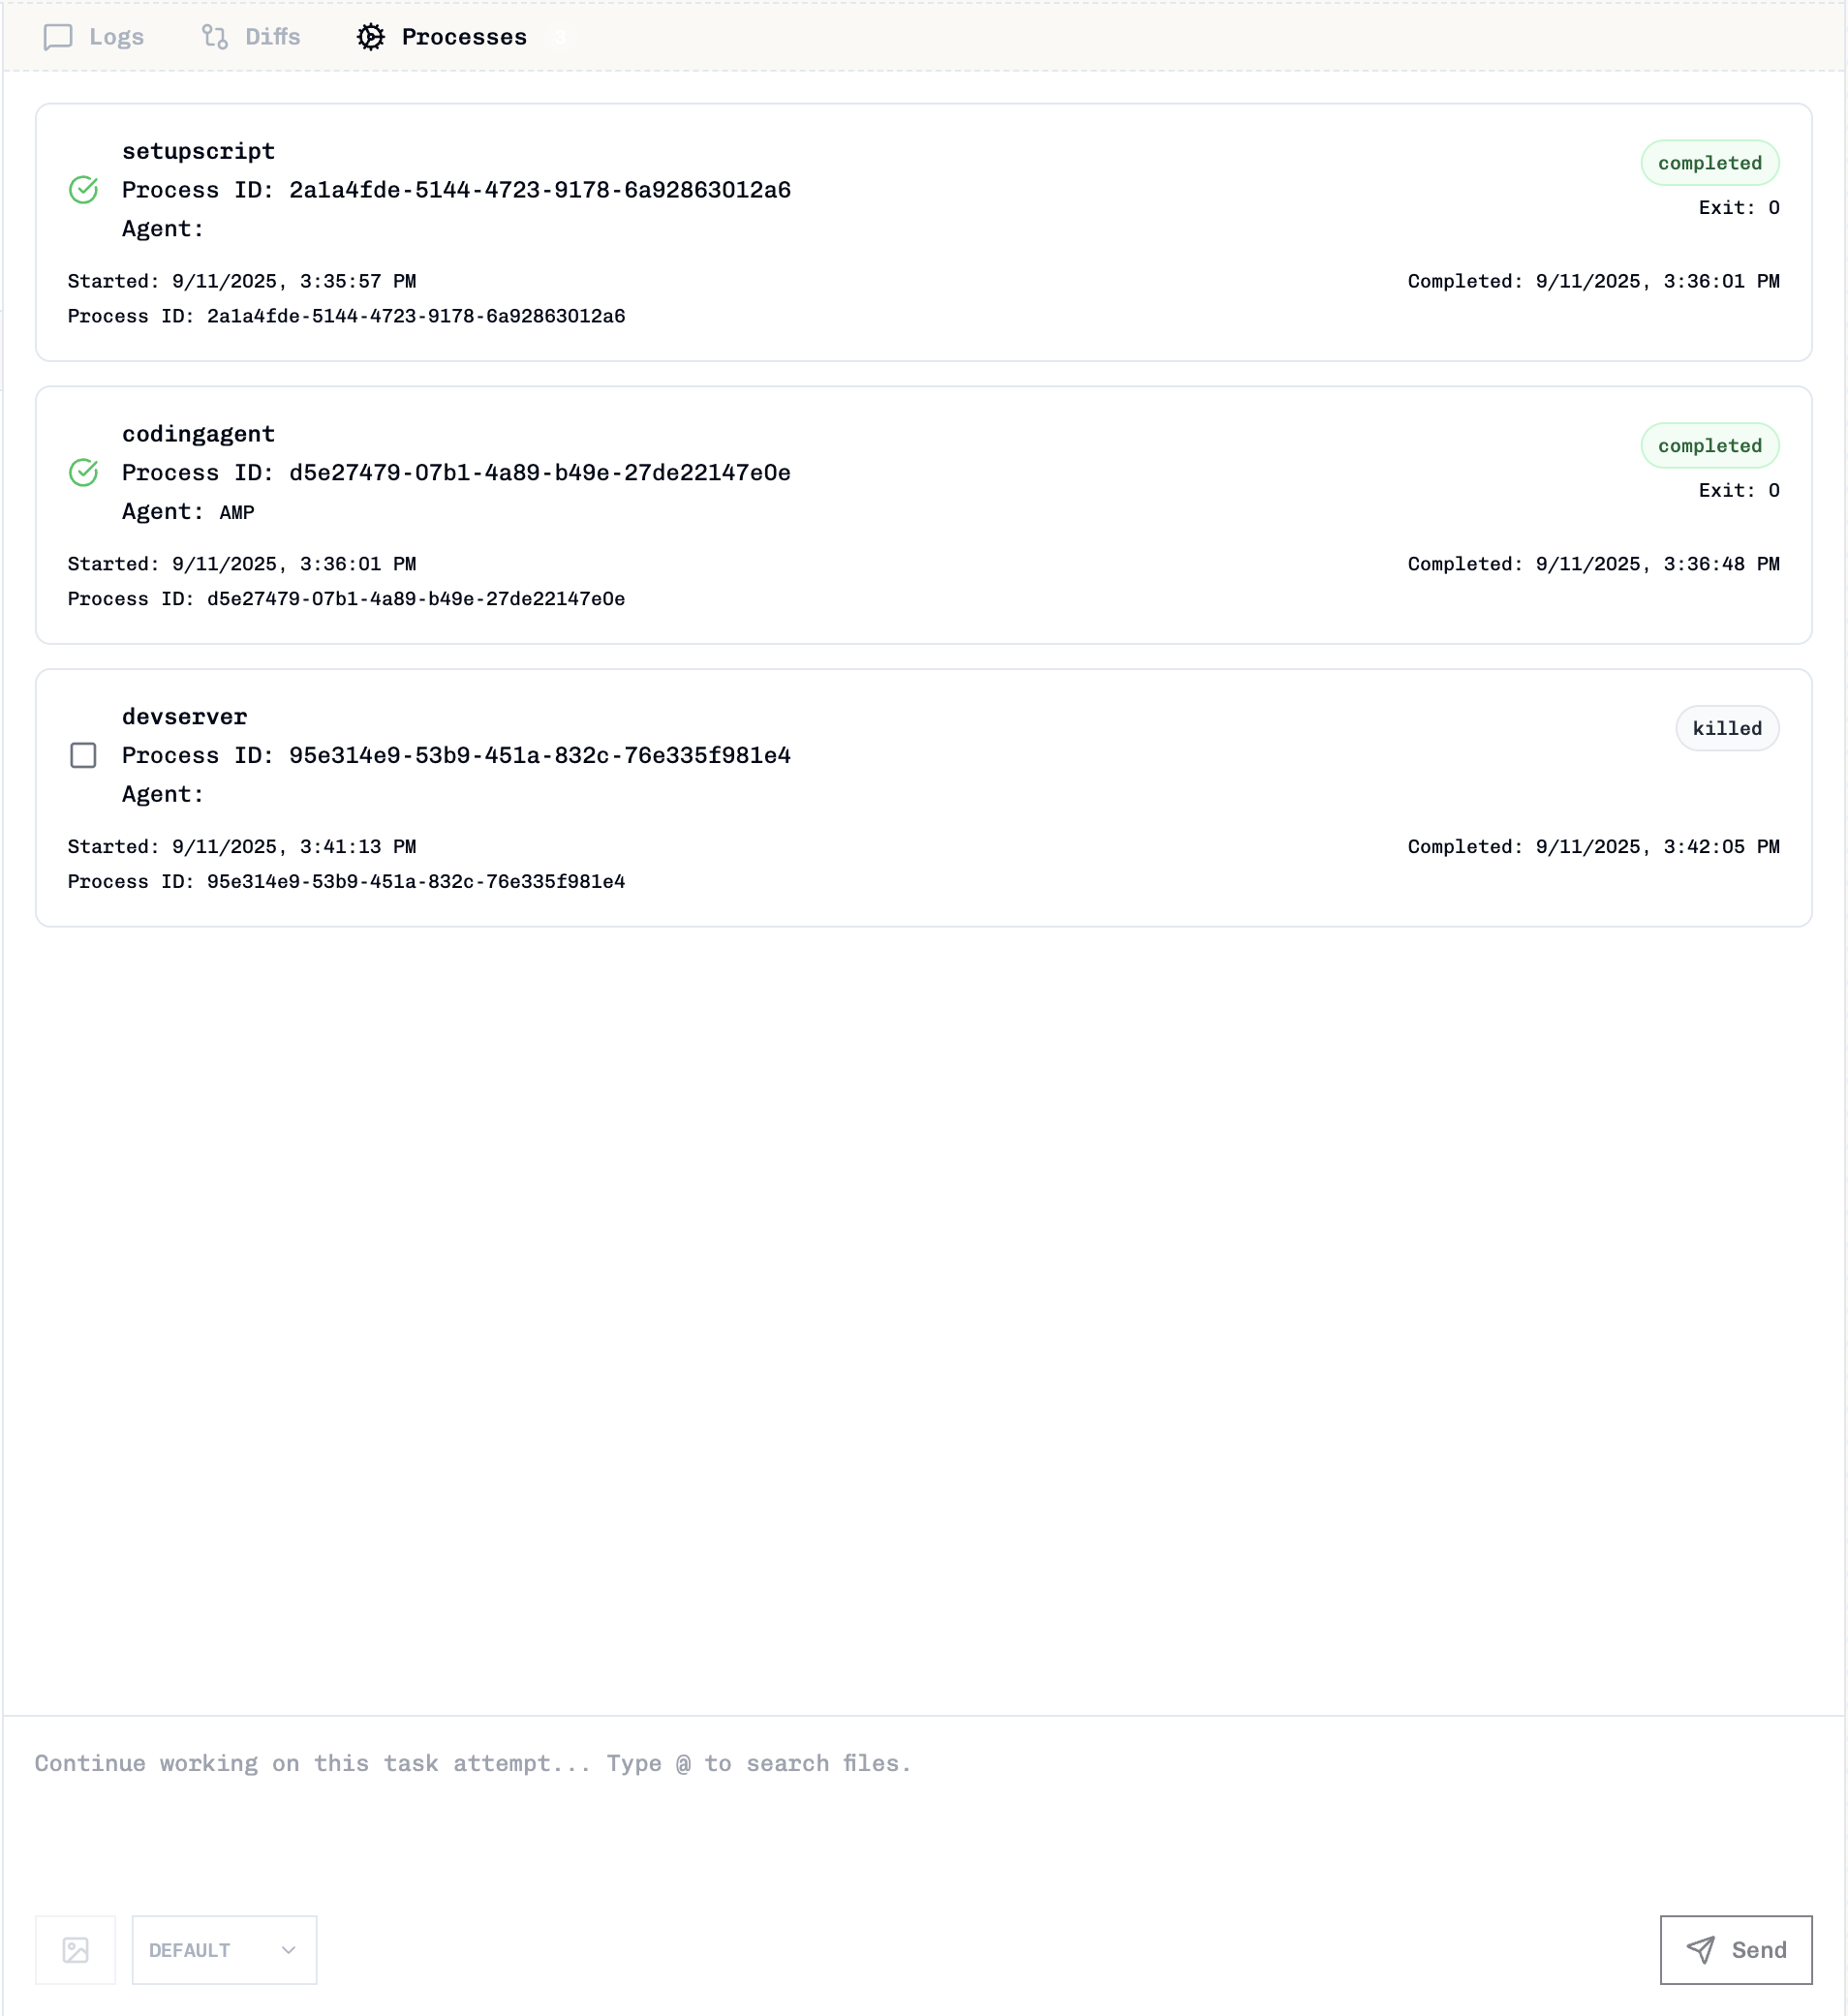 Logs Diffs Processes 3
setupscript
completed
Process ID: 2a1a4fde-5144-4723-9178-6a92863012a6
Exit: 0
Agent:
Started: 9/11/2025, 3:35:57 PM
Completed: 9/11/2025, 3:36:01 PM
Process ID: 2a1a4fde-5144-4723-9178-6a92863012a6
codingagent
completed
Process ID: d5e27479-07b1-4a89-b49e-27de22147e0e
Exit: 0
Agent: AMP
Started: 9/11/2025, 3:36:01 PM
Completed: 9/11/2025, 3:36:48 PM
Process ID: d5e27479-07b1-4a89-b49e-27de22147e0e
devserver
killed
Process ID: 95e314e9-53b9-451a-832c-76e335f981e4
Agent:
Started: 9/11/2025, 3:41:13 PM
Completed: 9/11/2025, 3:42:05 PM
Process ID: 95e314e9-53b9-451a-832c-76e335f981e4
Continue working on this task attempt... Type @ to search files.
DEFAULT
Send